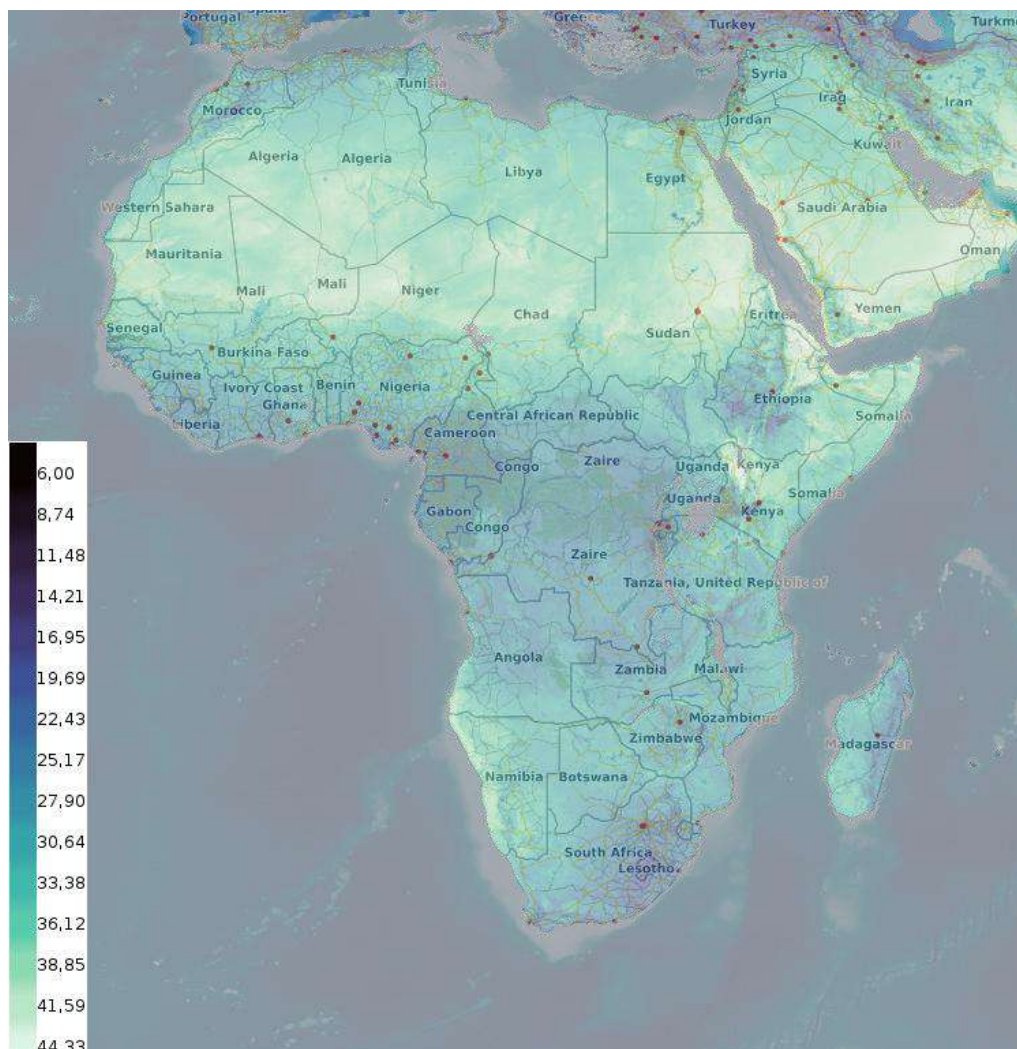 Portugal
Greece
Turkey
Tunisia
Syria
Iraq
Iran
Morocco
Jordan
Algeria
Algeria
Kuwait
Libya
Egypt
Western Sahara
Saudi Arabia
Mauritania
Oman
Mali
Mali
Niger
Chad
Eritrea
Yemen
Senegal
Sudan
Burkina Faso
Guinea
Ivory Coast
Benin
Nigeria
Ethiopia
Ghana
Liberia
Central African Republic
Somalia
Cameroon
Congo
Zaire
Uganda
Kenya
Uganda
Somalia
Gabon
Kenya
Congo
Zaire
Tanzania, United Republic of
Angola
Zambia
Malawi
Mozambique
Zimbabwe
Madagascar
Namibia
Botswana
South Africa
Lesotho
6,00
8,74
11,48
14,21
16,95
19,69
22,43
25,17
27,90
30,64
33,38
36,12
38,85
41,59
44,33